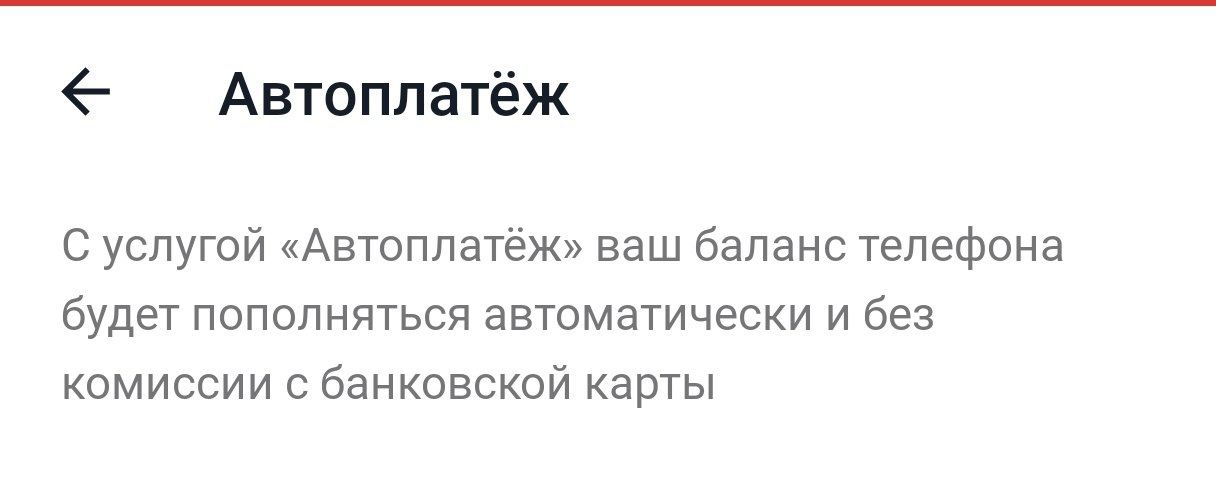 Автоплатёж
С услугой «Автоплатёж» ваш баланс телефона
будет пополняться автоматически и без
комиссии с банковской карты